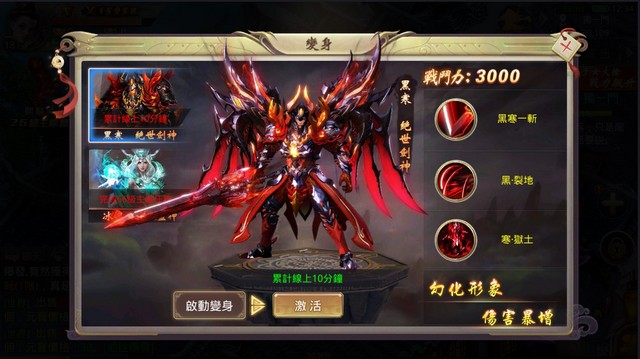 變身
累計線上10分鐘
黑寒 絕世劍神
黑寒 絕世劍神
戰鬥力:3000
黑寒一斬
黑·裂地
寒·獄土
幻化形象
傷害暴增
累計線上10分鐘
啟動變身
激活